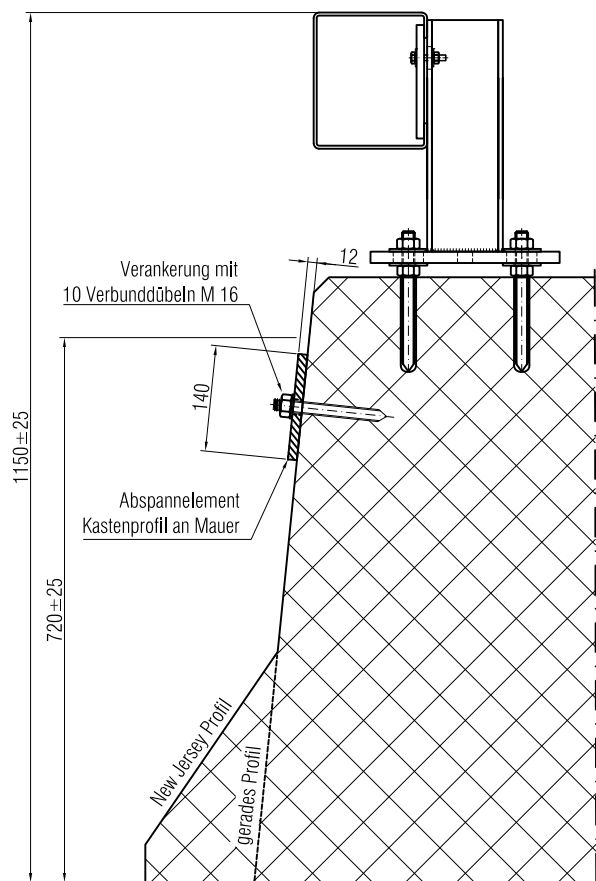 12
Verankerung mit
10 Verbunddübeln M 16
140
1150±25
Abspannelement
Kastenprofil an Mauer
720±25
New Jersey Profil
gerades Profil